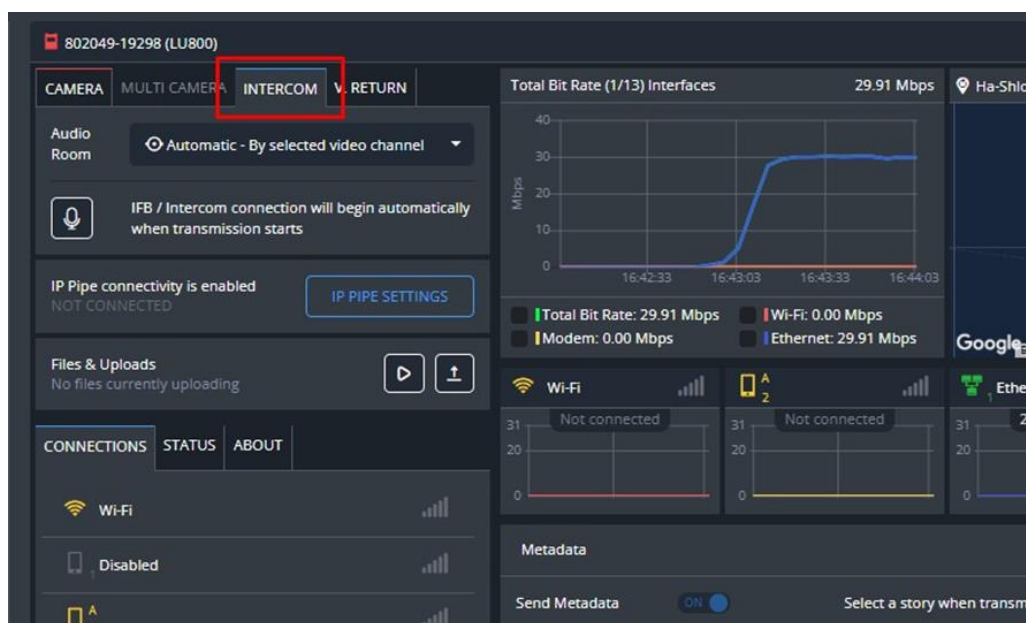 802049-19298 (LU800)
CAMERA MULTI CAMERA INTERCOM V. RETURN
Audio
Room
Automatic - By selected video channel
IFB / Intercom connection will begin automatically
when transmission starts
IP Pipe connectivity is enabled
NOT CONNECTED
IP PIPE SETTINGS
Files & Uploads
No files currently uploading
CONNECTIONS STATUS ABOUT
Wi-Fi
1 Disabled
A
Total Bit Rate (1/13) Interfaces 29.91 Mbps
40
30
20
10
0
Mbps
16:42:33 16:43:03 16:43:33 16:44:03
Total Bit Rate: 29.91 Mbps Wi-Fi: 0.00 Mbps
Modem: 0.00 Mbps Ethernet: 29.91 Mbps
Ha-Shlo
Google
Wi-Fi
Not connected
31
20
0
A
2
Not connected
31
20
0
1 Ethe
2
31
20
0
Metadata
Send Metadata ON Select a story when transm